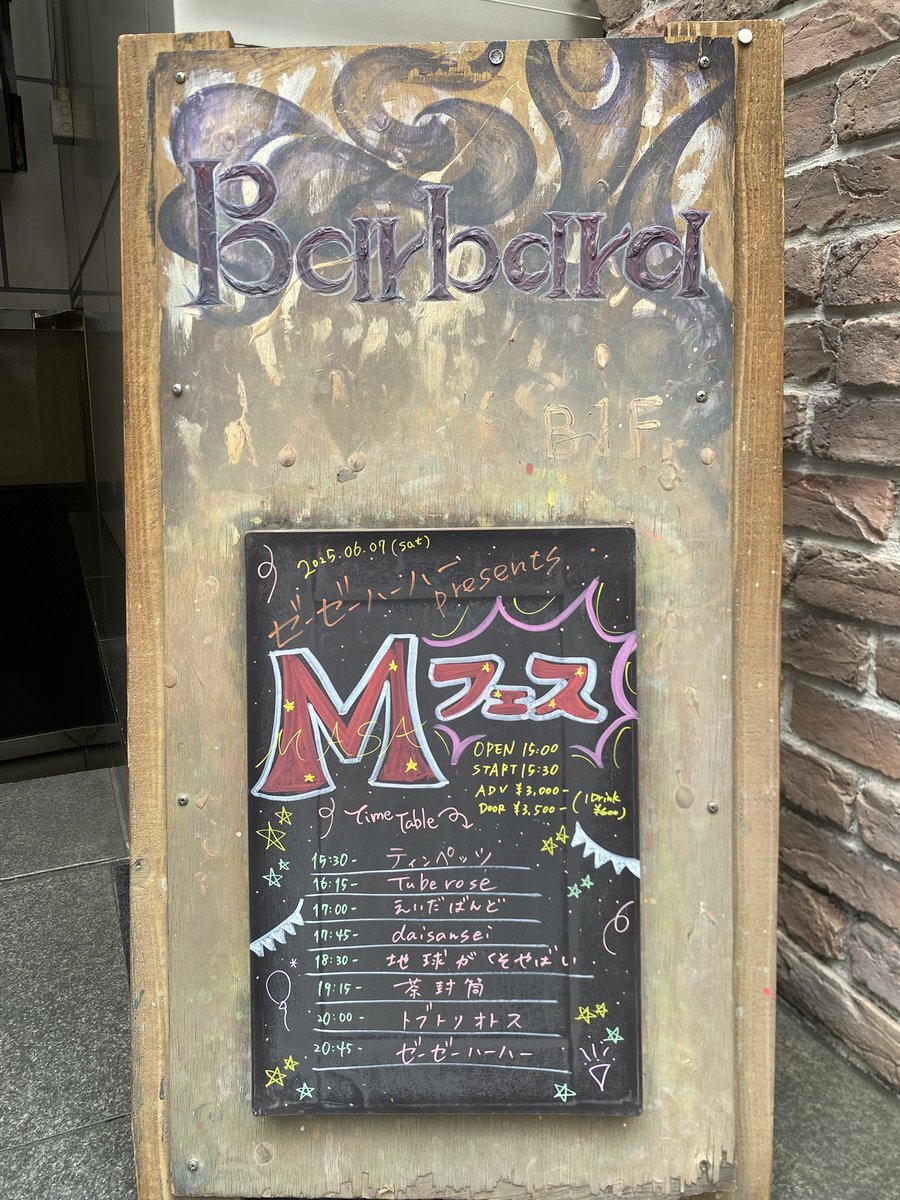 Barbara
B1F
2025.06.07(sat)
ゼーゼーハーハー presents.
Mフェス
MASA
OPEN 15:00
START 15:30
ADV ¥3,000-
DOOR ¥3,500-
(1Drink ¥600)
Time Table
15:30- ティンペッツ
16:15- Tuberose
17:00- えいだばんど
17:45- daisansei
18:30- 地球がくそやばい
19:15- 茶封筒
20:00- トブトリオトス
20:45- ゼーゼーハーハー